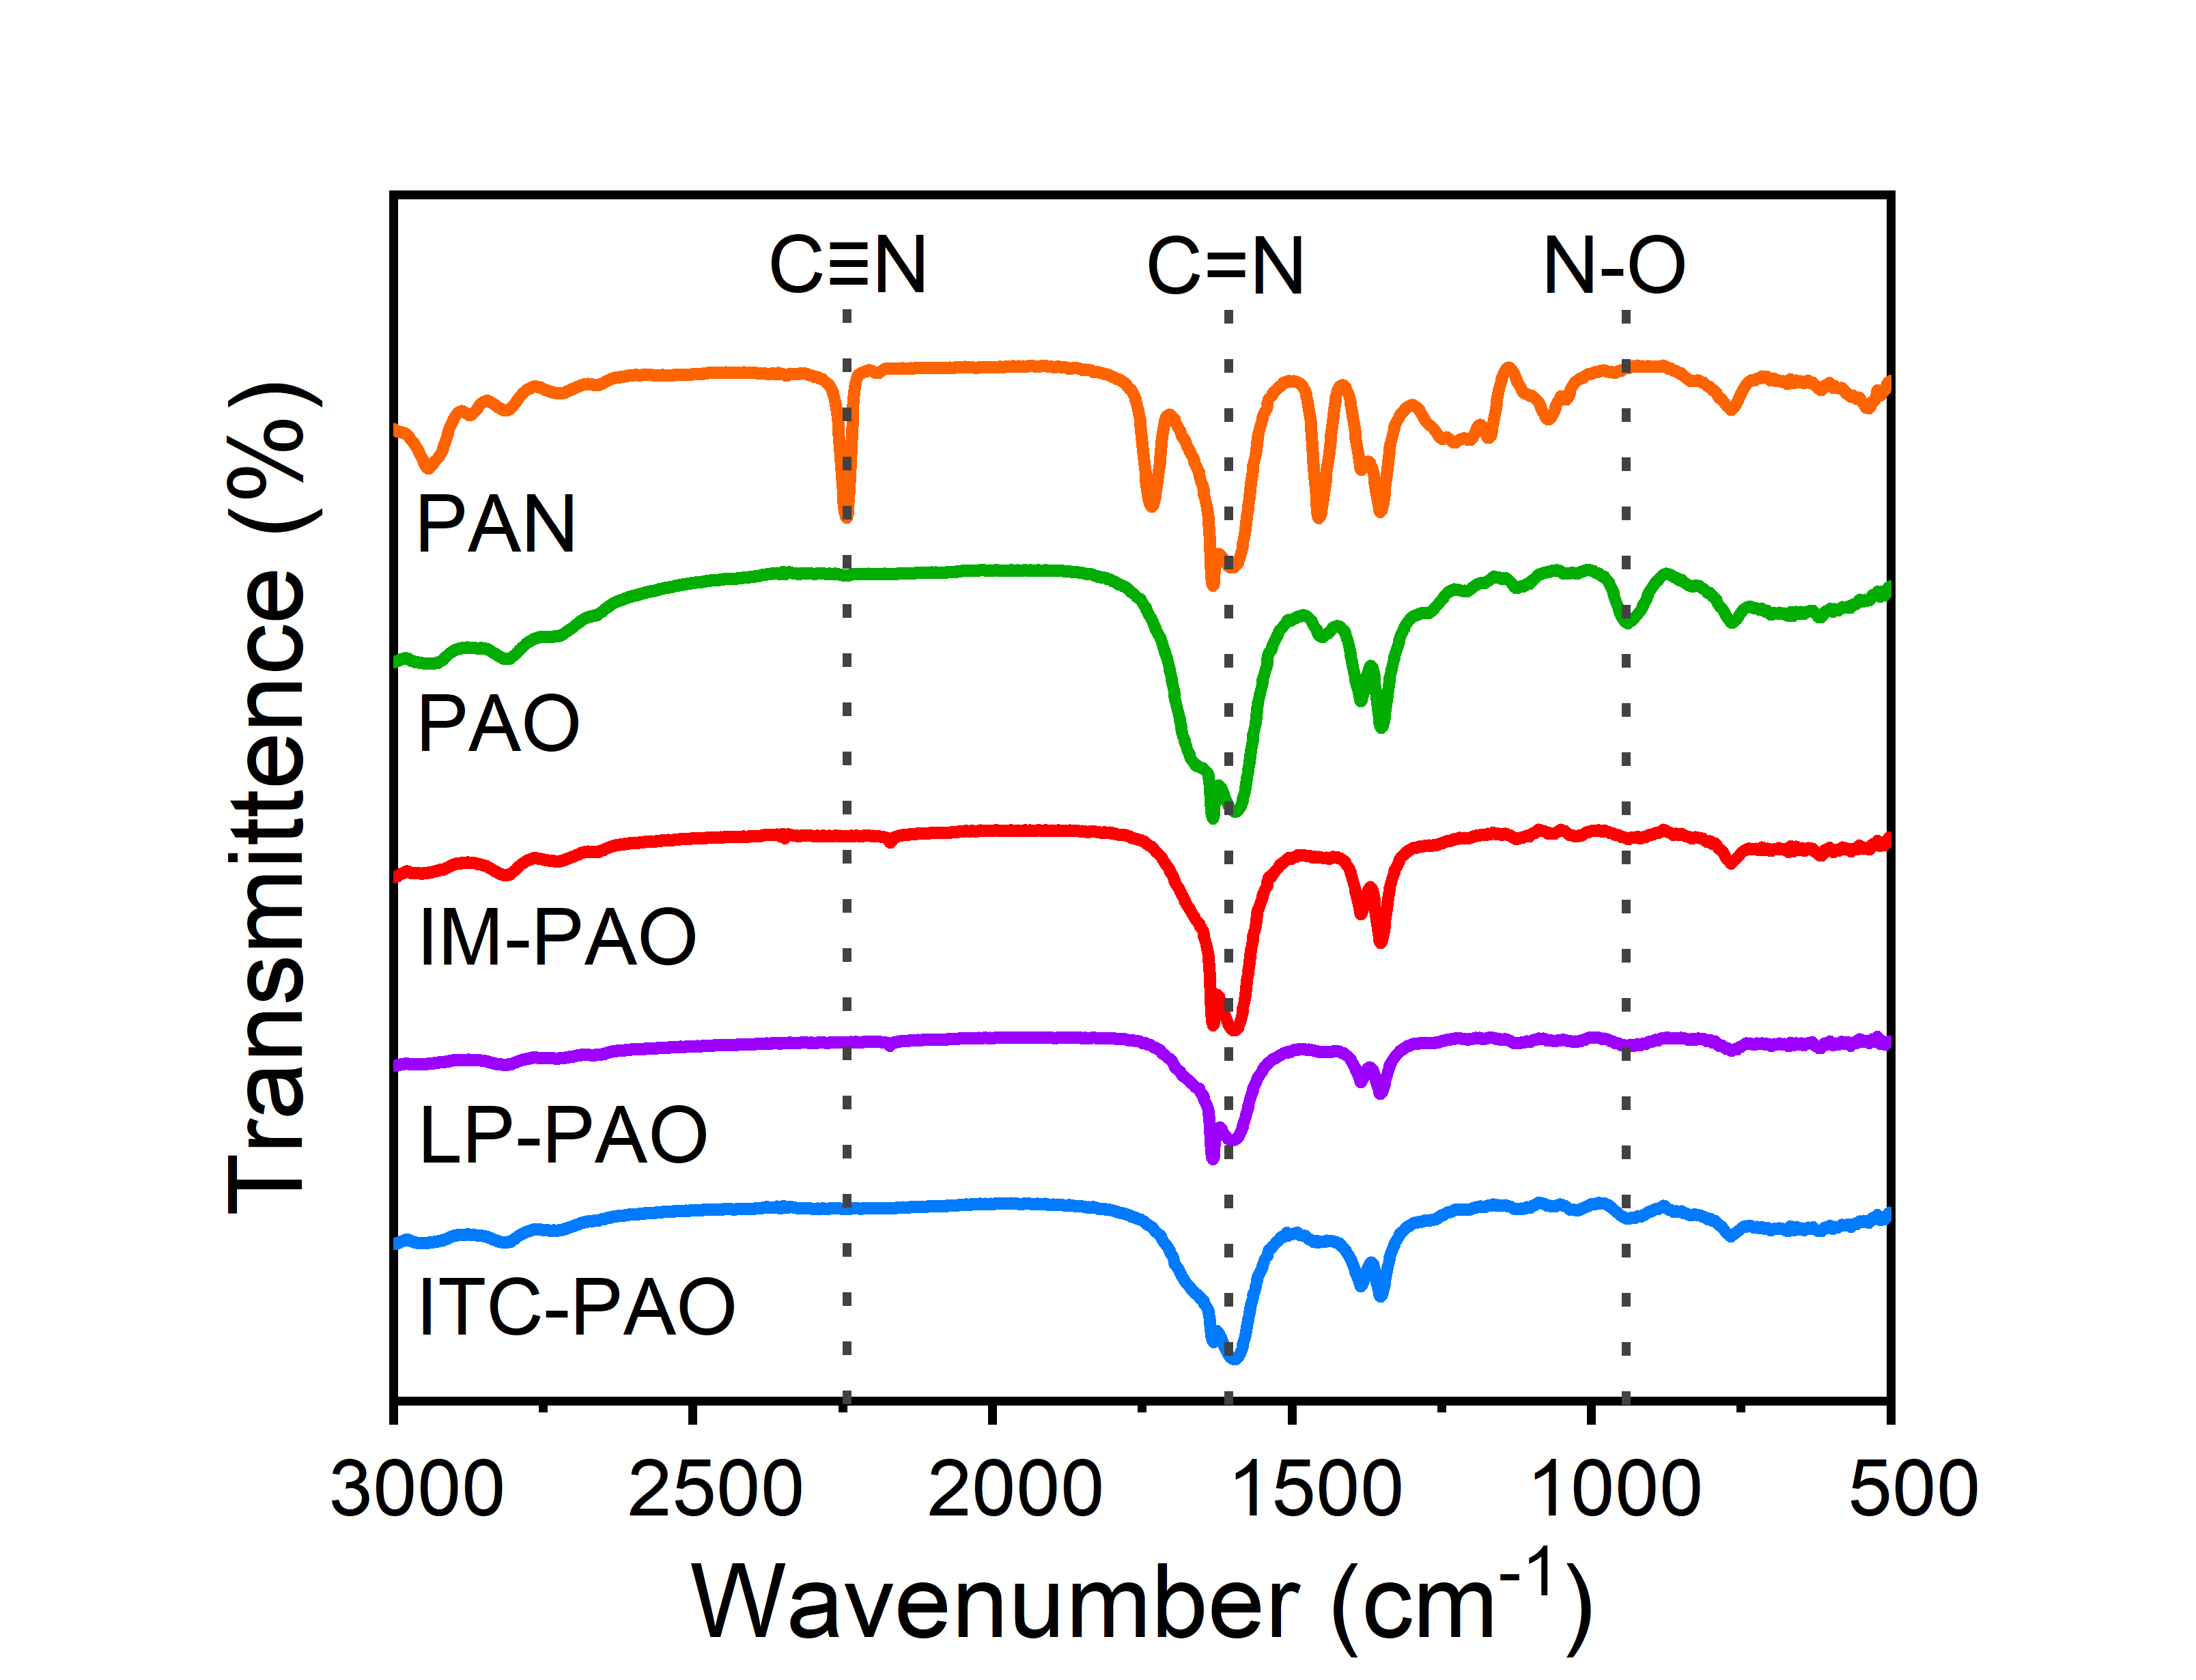 C≡N C=N N-O
PAN
PAO
IM-PAO
LP-PAO
ITC-PAO
Transmittence (%)
3000 2500 2000 1500 1000 500
Wavenumber (cm-1)